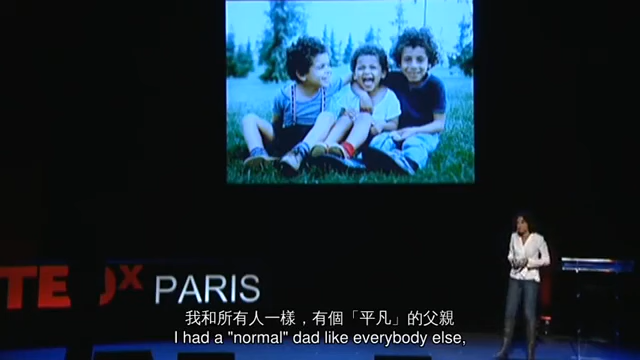 TEDx PARIS
我和所有人一樣，有個「平凡」的父親
I had a "normal" dad like everybody else,